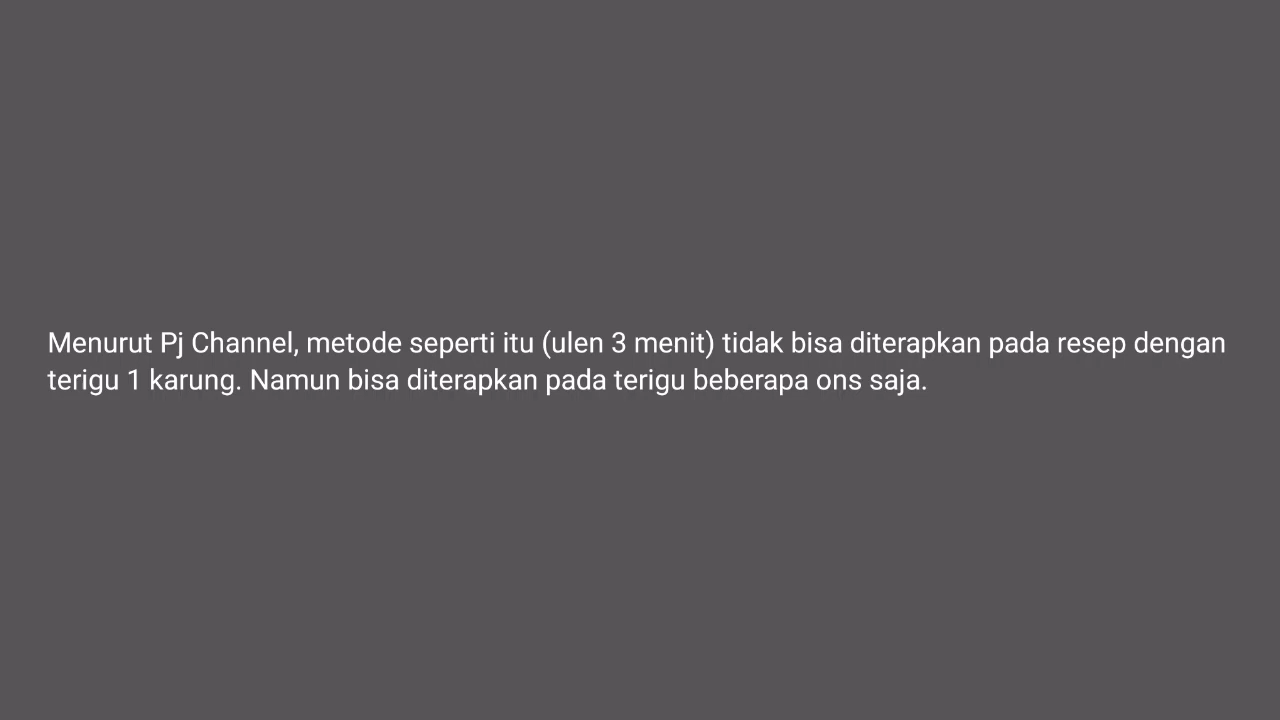 Menurut Pj Channel, metode seperti itu (ulen 3 menit) tidak bisa diterapkan pada resep dengan
terigu 1 karung. Namun bisa diterapkan pada terigu beberapa ons saja.